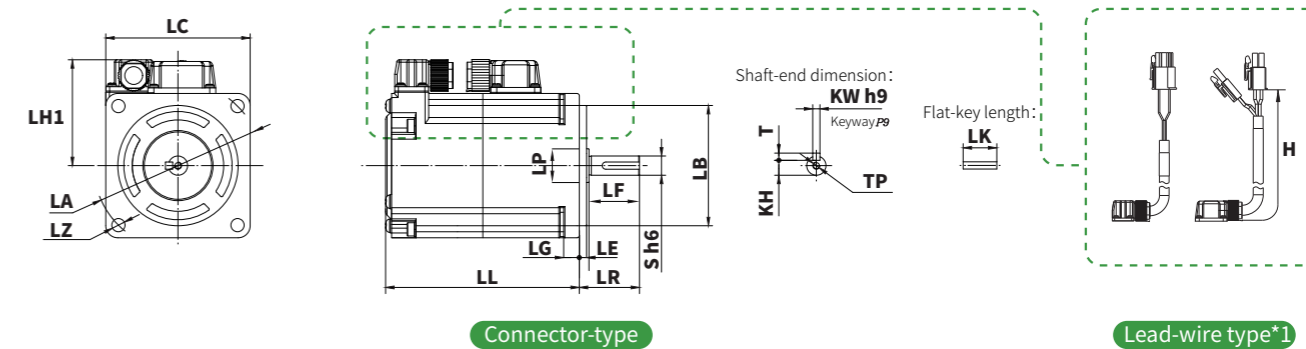 LC
LH1
LA
LZ
LP
LB
LF
LG
LE
S h6
LL
LR
Shaft-end dimension:
KW h9
Keyway P9
T
KH
TP
Flat-key length:
LK
H
Connector-type
Lead-wire type*1